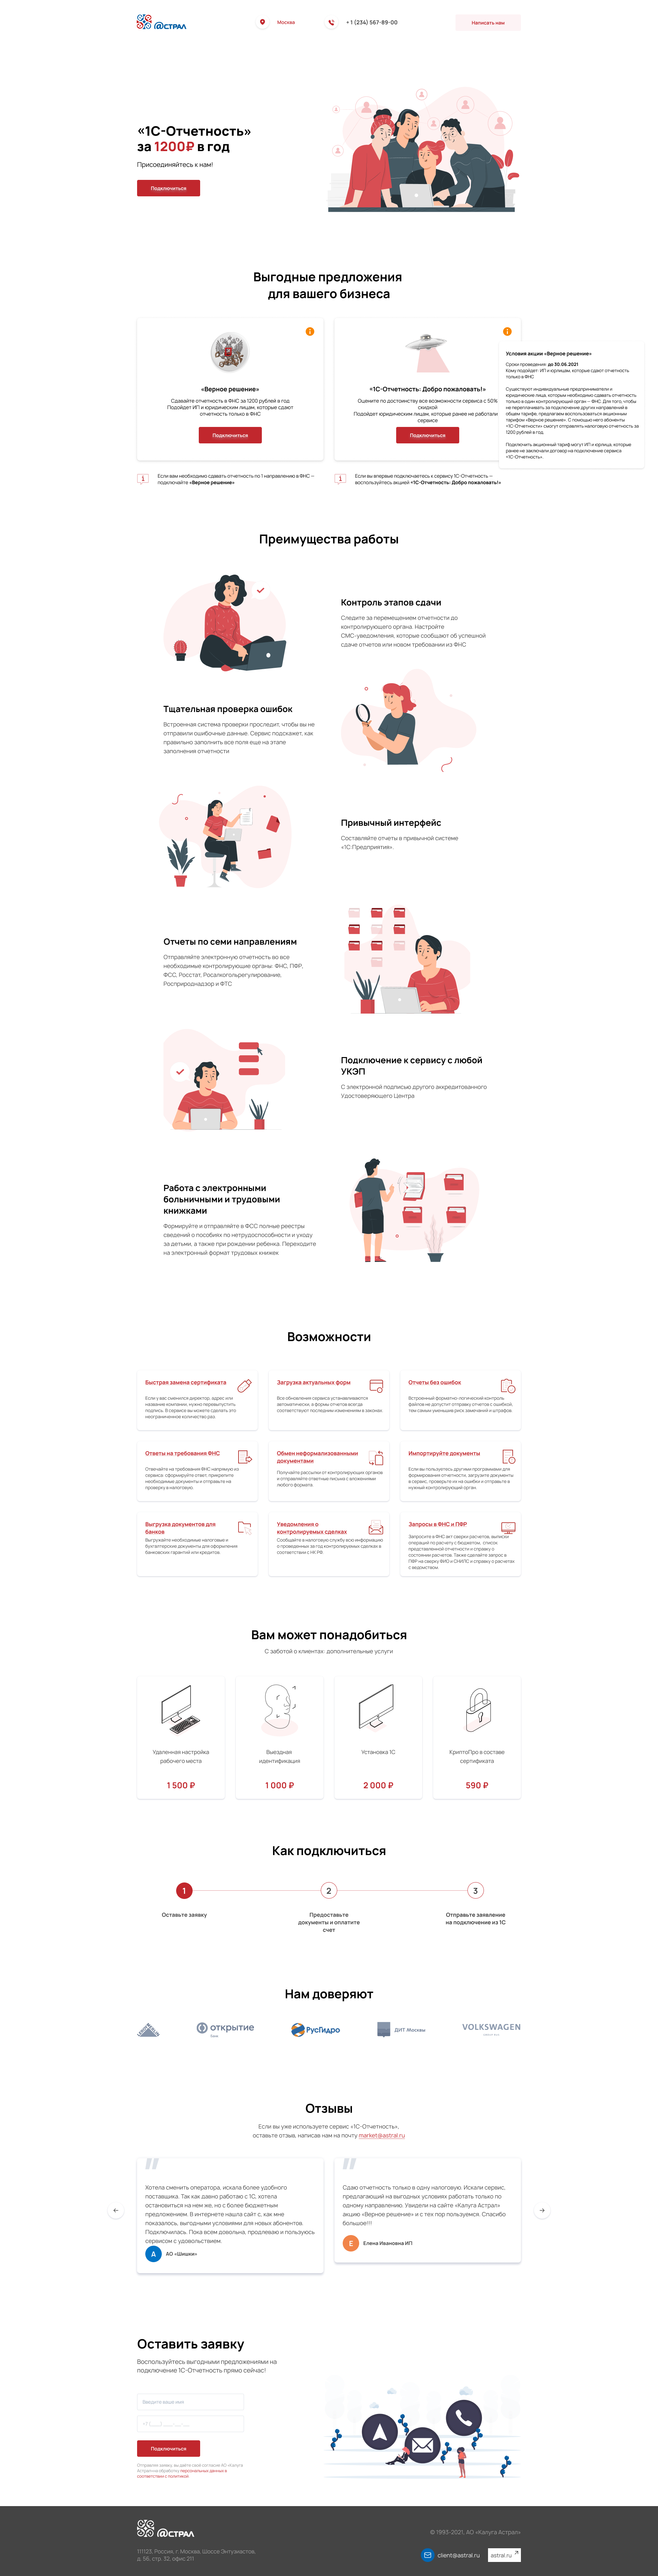 @СТРАЛ
Москва
+ 1 (234) 567-89-00
Написать нам
«1С-Отчетность»
за 1200₽ в год
Присоединяйтесь к нам!
Подключиться
Выгодные предложения
для вашего бизнеса
«Верное решение»
Сдавайте отчетность в ФНС за 1200 рублей в год.
Подойдет ИП и юридическим лицам, которые сдают
отчетность только в ФНС
Подключиться
«1С-Отчетность: Добро пожаловать!»
Оцените по достоинству все возможности сервиса с 50%
скидкой
Подойдет юридическим лицам, которые ранее не работали в
сервисе
Подключиться
Условия акции «Верное решение»
Сроки проведения: до 30.06.2021
Кому подойдет: ИП и юрлицам, которые сдают отчетность
только в ФНС
Существуют индивидуальные предприниматели и
юридические лица, которым необходимо сдавать отчетность
только в один контролирующий орган — ФНС. Для того, чтобы
не переплачивать за подключение других направлений в
общем тарифе, предлагаем воспользоваться акционным
тарифом «Верное решение». С помощью него абоненты
«1С-Отчетность» смогут отправлять налоговую отчетность за
1200 рублей в год.
Подключить акционный тариф могут ИП и юрлица, которые
ранее не заключали договор на подключение сервиса
«1С-Отчетность».
Если вам необходимо сдавать отчетность по 1 направлению в ФНС —
подключайте «Верное решение»
Если вы впервые подключаетесь к сервису 1С-Отчетность —
воспользуйтесь акцией «1С-Отчетность: Добро пожаловать!»
Преимущества работы
Контроль этапов сдачи
Следите за перемещением отчетности до
контролирующего органа. Настройте
СМС-уведомления, которые сообщают об успешной
сдаче отчетов или новом требовании из ФНС
Тщательная проверка ошибок
Встроенная система проверки проследит, чтобы вы не
отправили ошибочные данные. Сервис подскажет, как
правильно заполнить все поля еще на этапе
заполнения отчетности
Привычный интерфейс
Составляйте отчеты в привычной системе
«1С:Предприятия».
Отчеты по семи направлениям
Отправляйте электронную отчетность во все
необходимые контролирующие органы: ФНС, ПФР,
ФСС, Росстат, Росалкогольрегулирование,
Росприроднадзор и ФТС
Подключение к сервису с любой
УКЭП
С электронной подписью другого аккредитованного
Удостоверяющего Центра
Работа с электронными
больничными и трудовыми
книжками
Формируйте и отправляйте в ФСС полные реестры
сведений о пособиях по нетрудоспособности и уходу
за детьми, а также при рождении ребенка. Переходите
на электронный формат трудовых книжек
Возможности
Быстрая замена сертификата
Если у вас сменился директор, адрес или
название компании, нужно перевыпустить
подпись. В сервисе вы можете сделать это
неограниченное количество раз
Загрузка актуальных форм
Все обновления сервиса устанавливаются
автоматически, а формы отчетов всегда
соответствуют последним изменениям в законах.
Отчеты без ошибок
Встроенный форматно-логический контроль
файлов не допустит отправку отчетов с ошибкой,
тем самым уменьшив риск замечаний и штрафов
Ответы на требования ФНС
Отвечайте на требования ФНС напрямую из
сервиса: сформируйте ответ, прикрепите
необходимые документы и отправьте на
проверку в налоговую.
Обмен неформализованными
документами
Получайте рассылки от контролирующих органов
и отправляйте ответные письма с вложениями
любого формата.
Импортируйте документы
Если вы пользуетесь другими программами для
формирования отчетности, загрузите документы
в сервис, проверьте их на ошибки и отправьте в
нужный контролирующий орган.
Выгрузка документов для
банков
Выгружайте необходимые налоговые и
бухгалтерские документы для оформления
банковских гарантий или кредитов.
Уведомления о
контролируемых сделках
Сообщайте в налоговую службу всю информацию
о проведенных за год контролируемых сделках в
соответствии с НК РФ.
Запросы в ФНС и ПФР
Запросите в ФНС акт сверки расчетов, выписки
операций по расчету с бюджетом, список
представленной отчетности и справку о
состоянии расчетов. Также сделайте запрос в
ПФР на сверку ФИО и СНИЛС и справку о расчетах
с ведомством.
Вам может понадобиться
С заботой о клиентах: дополнительные услуги
Удаленная настройка
рабочего места
1 500 ₽
Выездная
идентификация
1 000 ₽
Установка 1С
2 000 ₽
КриптоПро в составе
сертификата
590 ₽
Как подключиться
1
2
3
Оставьте заявку
Предоставьте
документы и оплатите
счет
Отправьте заявление
на подключение из 1С
Нам доверяют
открытие
Банк
РусГидро
ДИТ Москвы
VOLKSWAGEN
Отзывы
Если вы уже используете сервис «1С-Отчетность»,
оставьте отзыв, написав нам на почту market@astral.ru
Хотела сменить оператора, искала более удобного
поставщика. Так как давно работаю с 1С, хотела
остановиться на нем же, но с более бюджетным
предложением. В интернете нашла сайт с, как мне
показалось, выгодными условиями для новых абонентов.
Подключилась. Пока всем довольна, продлеваю и пользуюсь
сервисом с удовольствием.
А
АО «Шишки»
Сдаю отчетность только в одну налоговую. Искали сервис,
предлагающий на выгодных условиях работать только по
одному направлению. Увидели на сайте «Калуга Астрал»
акцию «Верное решение» и с тех пор пользуемся. Спасибо
большое!!!
Е
Елена Ивановна ИП
Оставить заявку
Воспользуйтесь выгодными предложениями на
подключение 1С-Отчетность прямо сейчас!
Введите ваше имя
Подключиться
Отправляя заявку, вы даете своё согласие АО «Калуга
Астрал» на обработку персональных данных в
соответствии с политикой.
@СТРАЛ
© 1993-2021, АО «Калуга Астрал»
111123, Россия, г. Москва, Шоссе Энтузиастов,
д. 56, стр. 32, офис 211
client@astral.ru
astral.ru